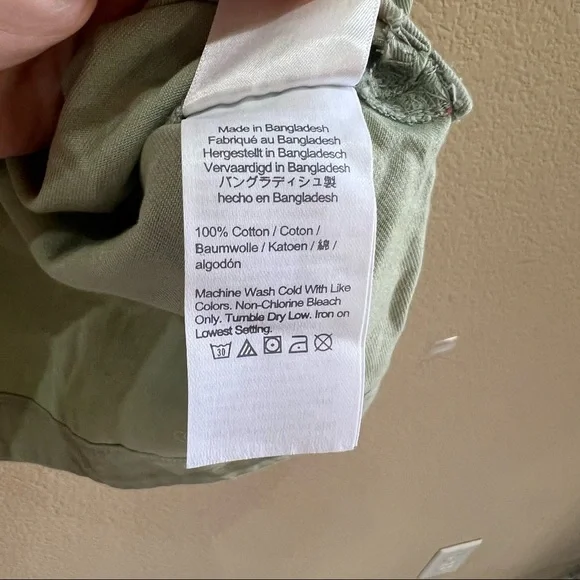 Made in Bangladesh
Fabriqué au Bangladesh
Hergestellt in Bangladesch
Vervaardigd in Bangladesh
バングラディシュ製
hecho en Bangladesh
100% Cotton / Coton /
Baumwolle / Katoen / 綿 /
algodón
Machine Wash Cold With Like
Colors. Non-Chlorine Bleach
Only. Tumble Dry Low. Iron on
Lowest Setting.
30